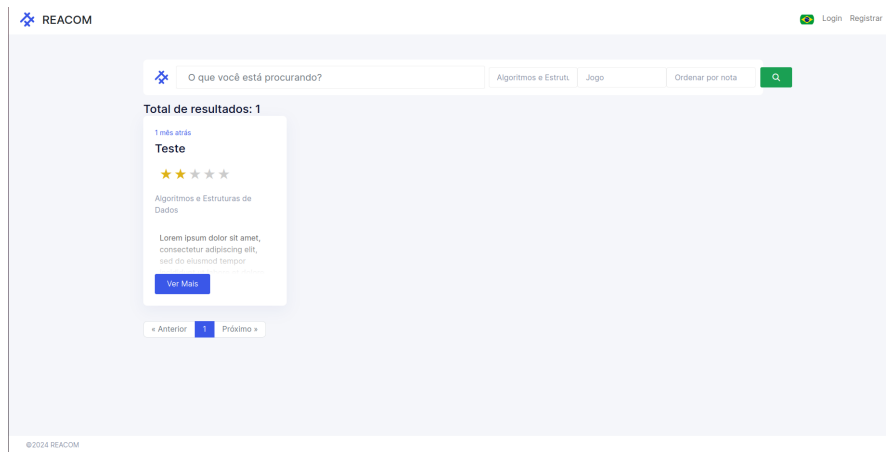 REACOM
Login Registrar
O que você está procurando?
Algoritmos e Estrutu
Jogo
Ordenar por nota
Total de resultados: 1
1 mês atrás
Teste
Algoritmos e Estruturas de
Dados
Lorem ipsum dolor sit amet,
consectetur adipiscing elit,
sed do eiusmod tempor
Ver Mais
« Anterior 1 Próximo »
©2024 REACOM